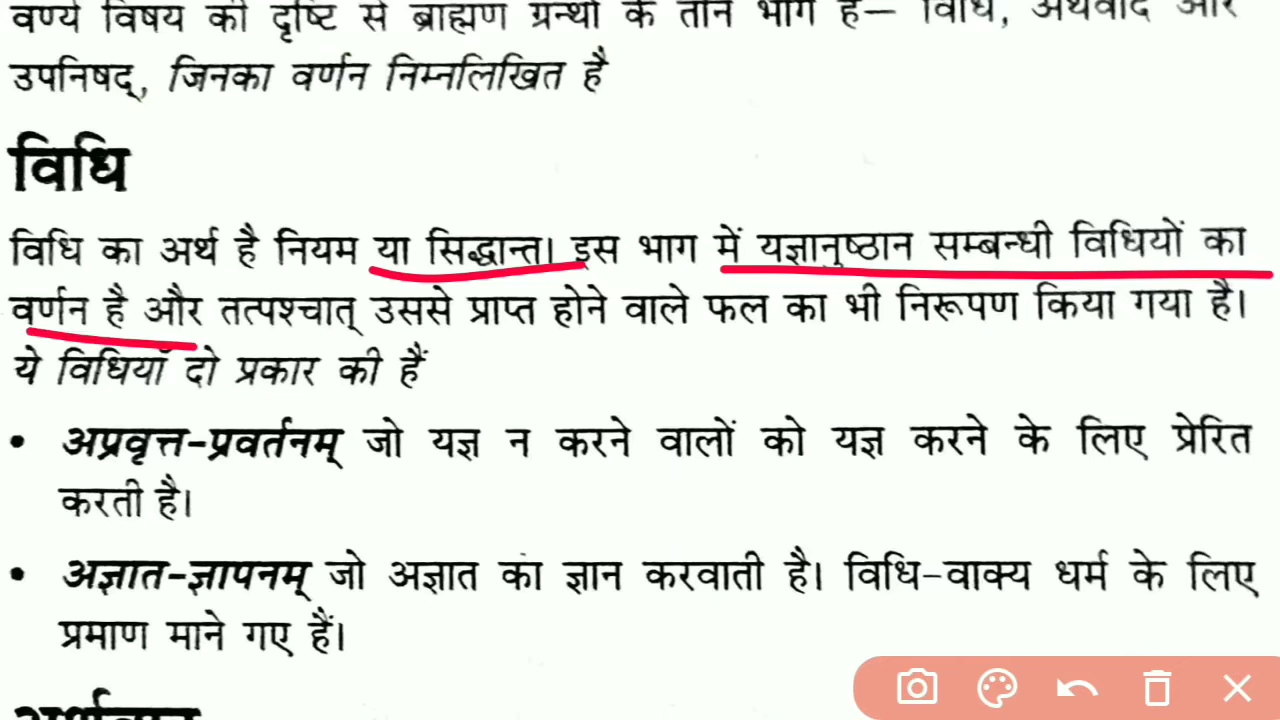 वर्ण्य विषय की दृष्टि से ब्राह्मण ग्रन्थों के तीन भाग हैं— विधि, अर्थवाद और
उपनिषद्, जिनका वर्णन निम्नलिखित है
विधि
विधि का अर्थ है नियम या सिद्धान्त। इस भाग में यज्ञानुष्ठान सम्बन्धी विधियों का
वर्णन है और तत्पश्चात् उससे प्राप्त होने वाले फल का भी निरूपण किया गया है।
ये विधियाँ दो प्रकार की हैं
• अप्रवृत्त-प्रवर्तनम् जो यज्ञ न करने वालों को यज्ञ करने के लिए प्रेरित
करती है।
• अज्ञात-ज्ञापनम् जो अज्ञात का ज्ञान करवाती है। विधि-वाक्य धर्म के लिए
प्रमाण माने गए हैं।
अर्थवाद